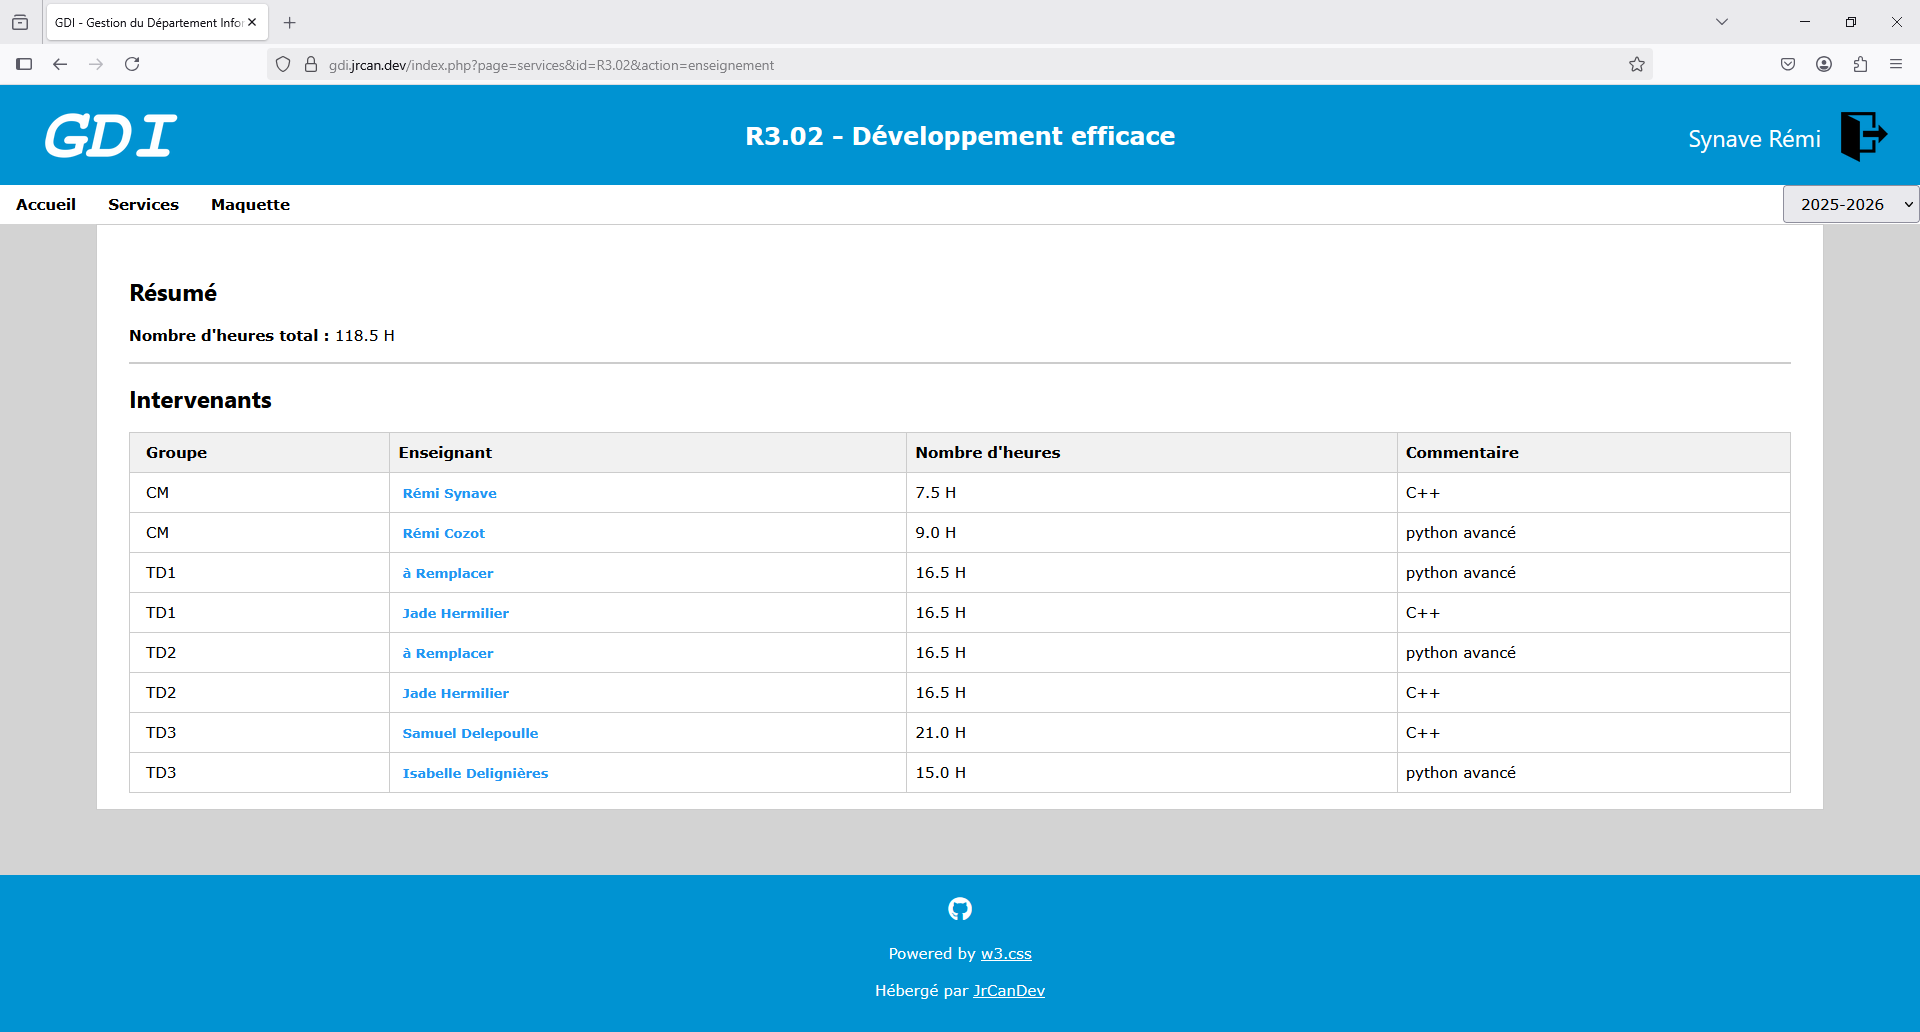 GDI - Gestion du Département Infor
gdi.jrcan.dev/index.php?page=services&id=R3.02&action=enseignement
GDI
R3.02 - Développement efficace
Synave Rémi
Accueil Services Maquette
2025-2026
Résumé
Nombre d'heures total : 118.5 H
Intervenants
Groupe Enseignant Nombre d'heures Commentaire
CM Rémi Synave 7.5 H C++
CM Rémi Cozot 9.0 H python avancé
TD1 à Remplacer 16.5 H python avancé
TD1 Jade Hermilier 16.5 H C++
TD2 à Remplacer 16.5 H python avancé
TD2 Jade Hermilier 16.5 H C++
TD3 Samuel Delepoulle 21.0 H C++
TD3 Isabelle Delignières 15.0 H python avancé
Powered by w3.css
Hébergé par JrCanDev